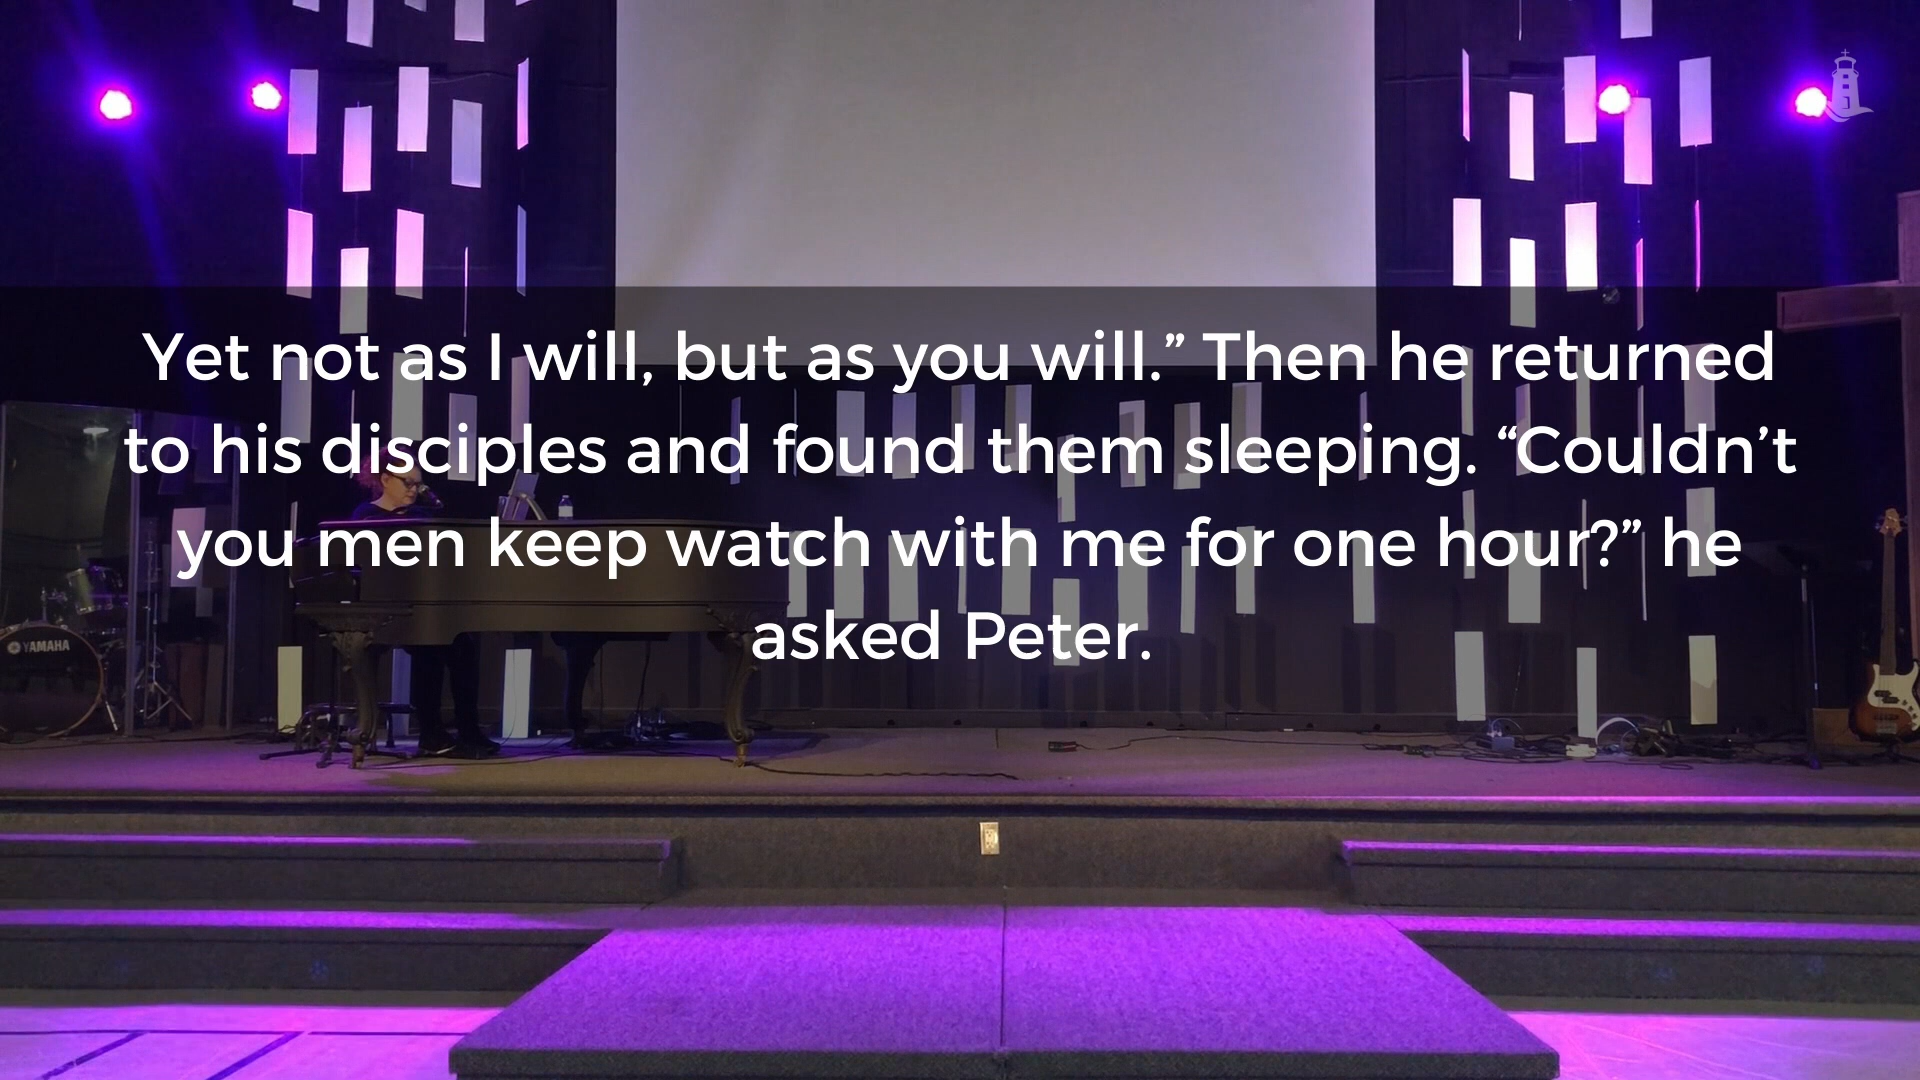 Yet not as I will, but as you will.” Then he returned
to his disciples and found them sleeping. “Couldn’t
you men keep watch with me for one hour?” he
asked Peter.
YAMAHA